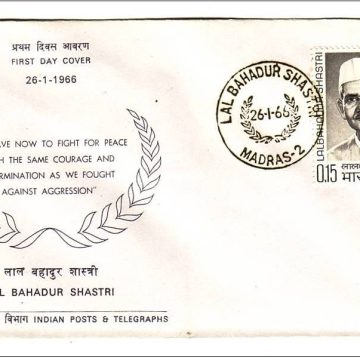 प्रथम दिवस आवरण
FIRST DAY COVER
26-1-1966
NOW TO FIGHT FOR PEACE
THE SAME COURAGE AND
AS WE FOUGHT
AGAINST AGGRESSION"
लाल बहादुर शास्त्री
BAHADUR SHASTRI
विभाग INDIAN POSTS & TELEGRAPHS
LAL BAHADUR
26-1-66
MADRAS-2
LAL BAHADUR SHASTRI
0.15